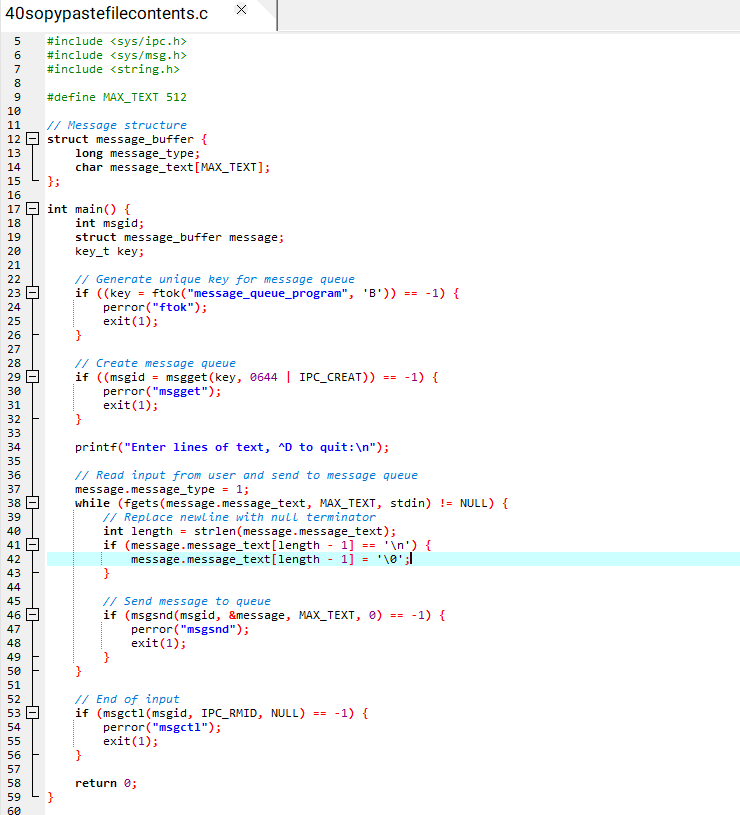 40sopypastefilecontents.c ×
5 #include <sys/ipc.h>
6 #include <sys/msg.h>
7 #include <string.h>
8
9 #define MAX_TEXT 512
10
11 // Message structure
12 struct message_buffer {
13     long message_type;
14     char message_text[MAX_TEXT];
15 };
16
17 int main() {
18     int msgid;
19     struct message_buffer message;
20     key_t key;
21
22     // Generate unique key for message queue
23     if ((key = ftok("message_queue_program", 'B')) == -1) {
24         perror("ftok");
25         exit(1);
26     }
27
28     // Create message queue
29     if ((msgid = msgget(key, 0644 | IPC_CREAT)) == -1) {
30         perror("msgget");
31         exit(1);
32     }
33
34     printf("Enter lines of text, ^D to quit:\n");
35
36     // Read input from user and send to message queue
37     message.message_type = 1;
38     while (fgets(message.message_text, MAX_TEXT, stdin) != NULL) {
39         // Replace newline with null terminator
40         int length = strlen(message.message_text);
41         if (message.message_text[length - 1] == '\n') {
42             message.message_text[length - 1] = '\0';
43         }
44
45         // Send message to queue
46         if (msgsnd(msgid, &message, MAX_TEXT, 0) == -1) {
47             perror("msgsnd");
48             exit(1);
49         }
50     }
51
52     // End of input
53     if (msgctl(msgid, IPC_RMID, NULL) == -1) {
54         perror("msgctl");
55         exit(1);
56     }
57
58     return 0;
59 }
60